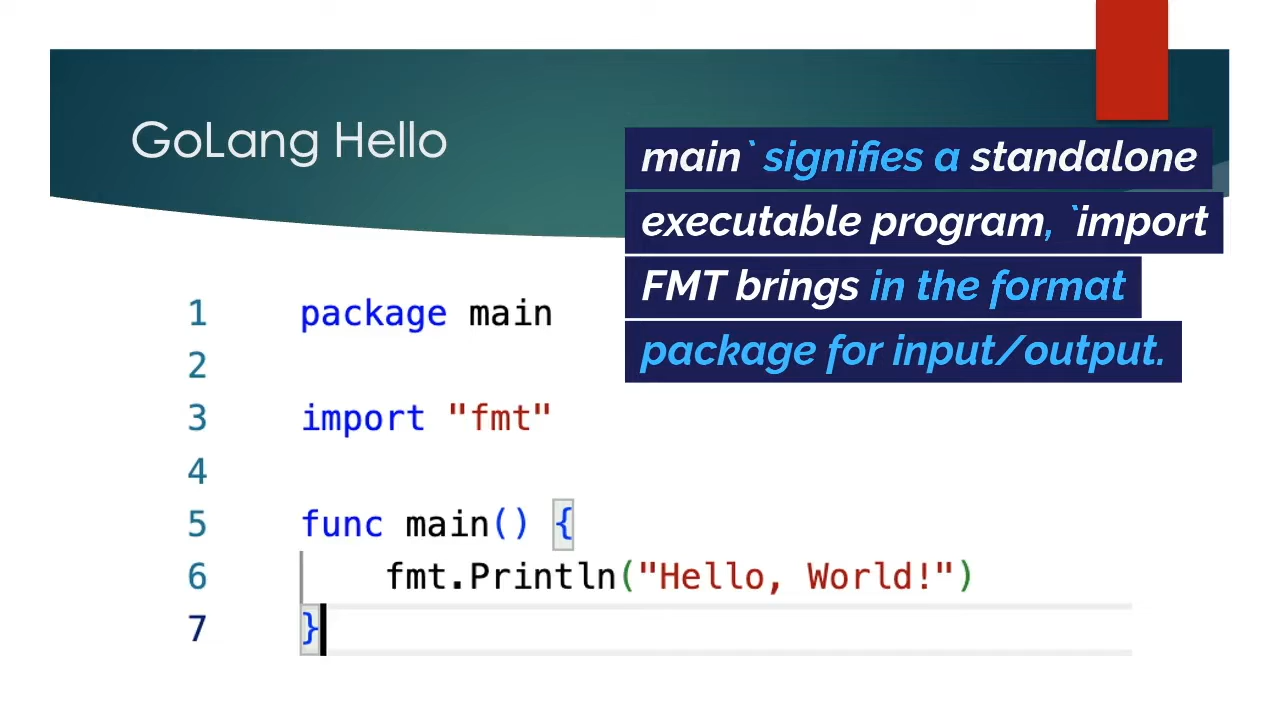 GoLang Hello
main` signifies a standalone
executable program, `import
FMT brings in the format
package for input/output.
1 package main
2
3 import "fmt"
4
5 func main() {
6 fmt.Println("Hello, World!")
7 }